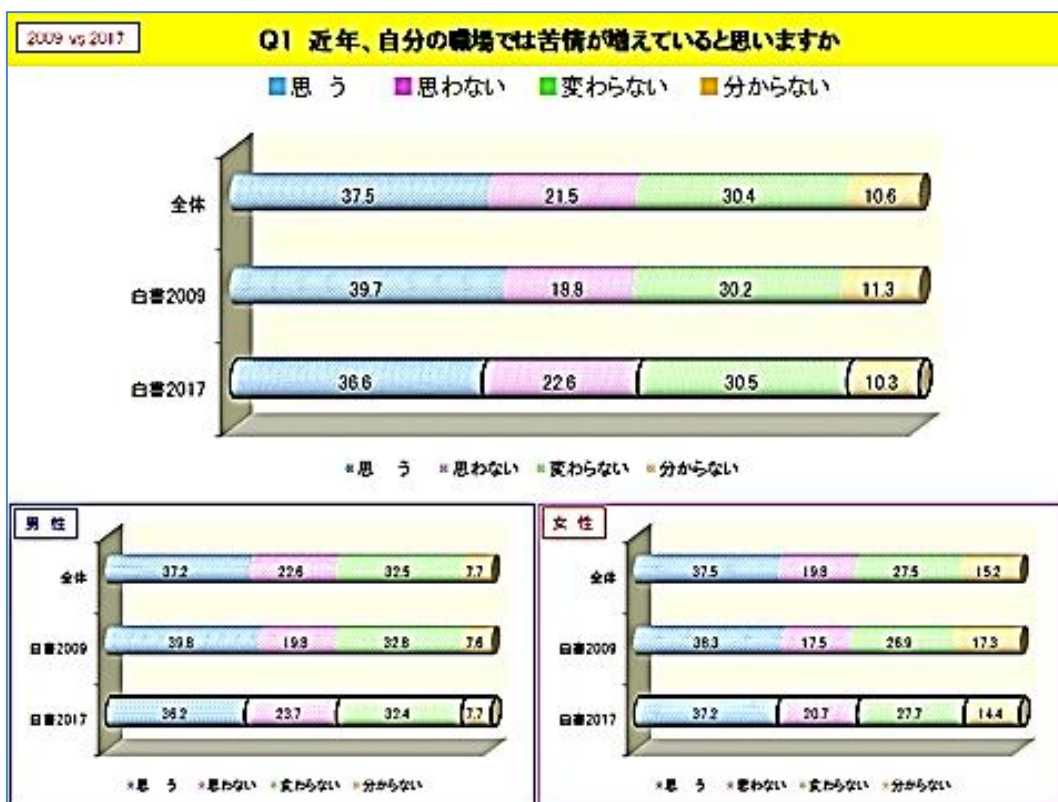 2009 vs 2017
Q1 近年、自分の職場では苦情が増えていると思いますか
思 う 思わない 変わらない 分からない
全体 37.5 21.5 30.4 10.6
白書2009 39.7 18.8 30.2 11.3
白書2017 36.6 22.6 30.5 10.3
思 う 思わない 変わらない 分からない
男 性
全体 37.2 22.6 32.5 7.7
白書2009 39.8 19.8 32.8 7.6
白書2017 36.2 23.7 32.4 7.7
思 う 思わない 変わらない 分からない
女 性
全体 37.5 19.8 27.5 15.2
白書2009 38.3 17.5 26.9 17.3
白書2017 37.2 20.7 27.7 14.4
思 う 思わない 変わらない 分からない